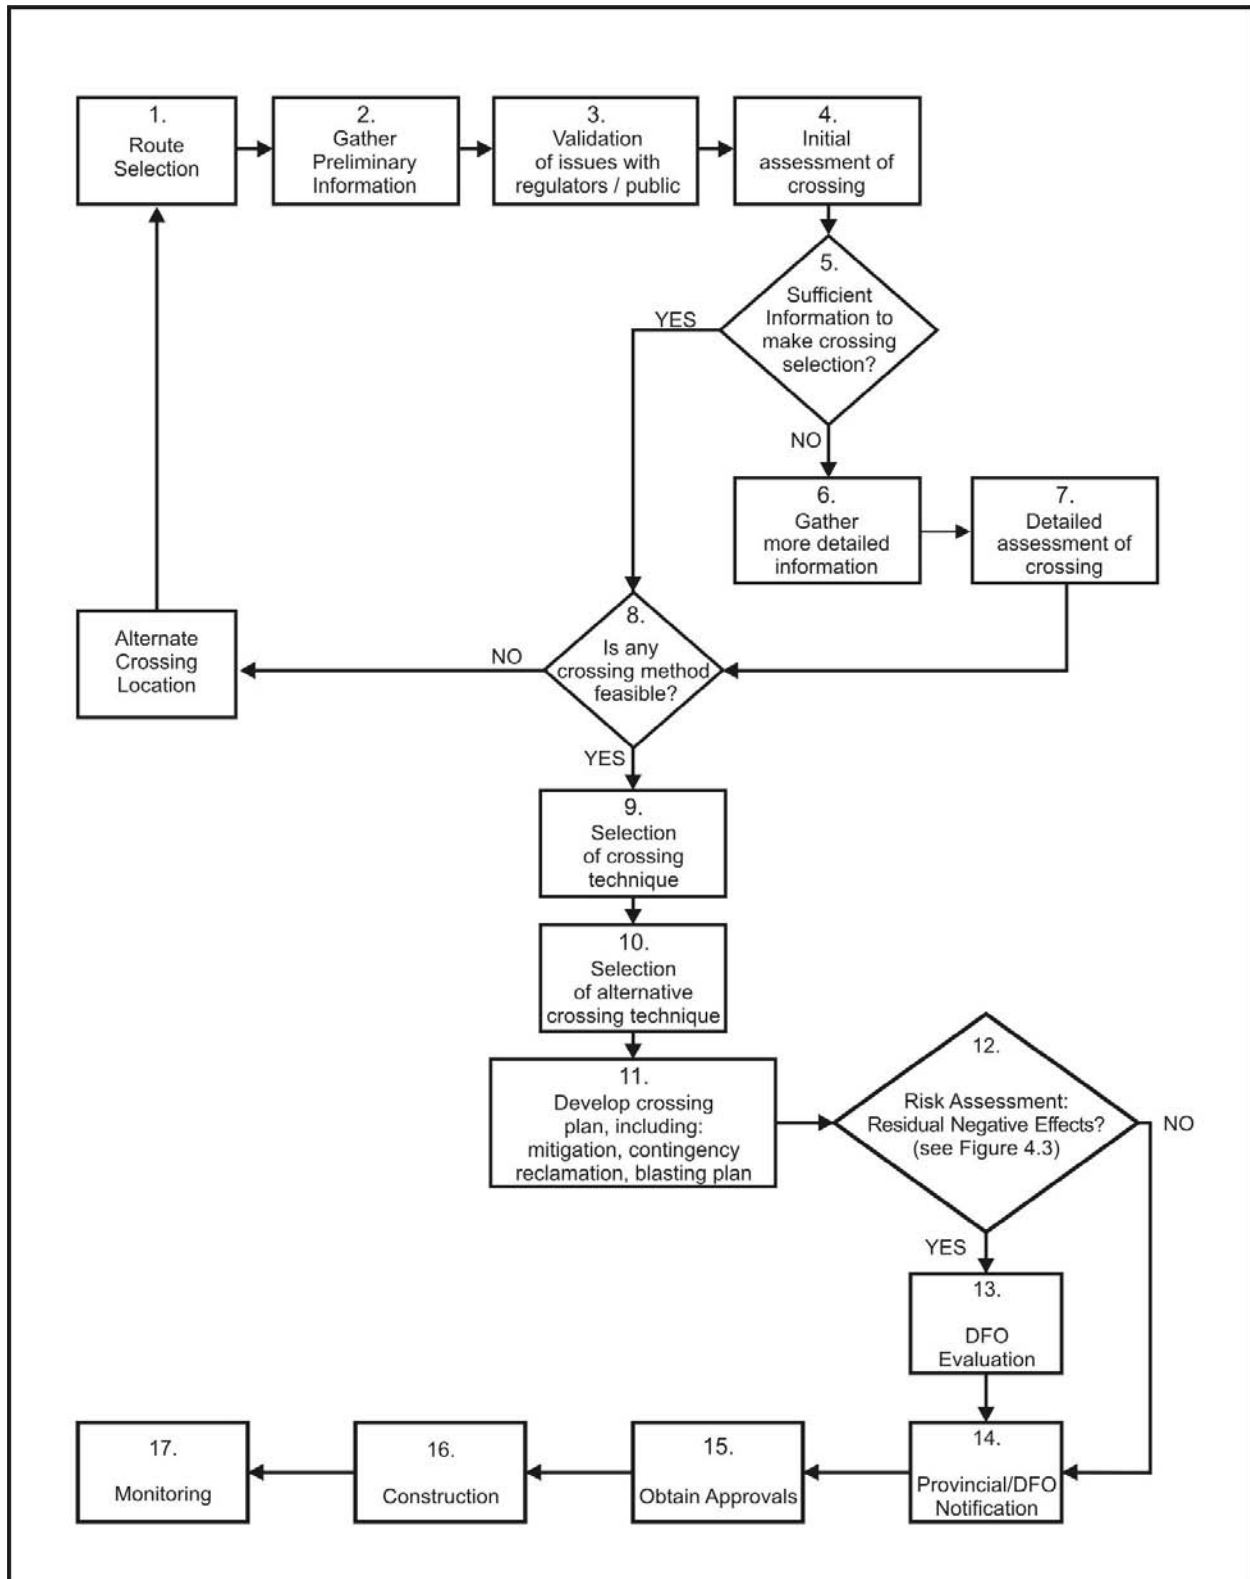 1.
Route
Selection
2.
Gather
Preliminary
Information
3.
Validation
of issues with
regulators / public
4.
Initial
assessment of
crossing
5.
Sufficient
Information to
make crossing
selection?
YES
NO
6.
Gather
more detailed
information
7.
Detailed
assessment of
crossing
8.
Is any
crossing method
feasible?
NO
Alternate
Crossing
Location
YES
9.
Selection
of crossing
technique
10.
Selection
of alternative
crossing technique
11.
Develop crossing
plan, including:
mitigation, contingency
reclamation, blasting plan
12.
Risk Assessment:
Residual Negative Effects?
(see Figure 4.3)
NO
YES
13.
DFO
Evaluation
14.
Provincial/DFO
Notification
15.
Obtain Approvals
16.
Construction
17.
Monitoring